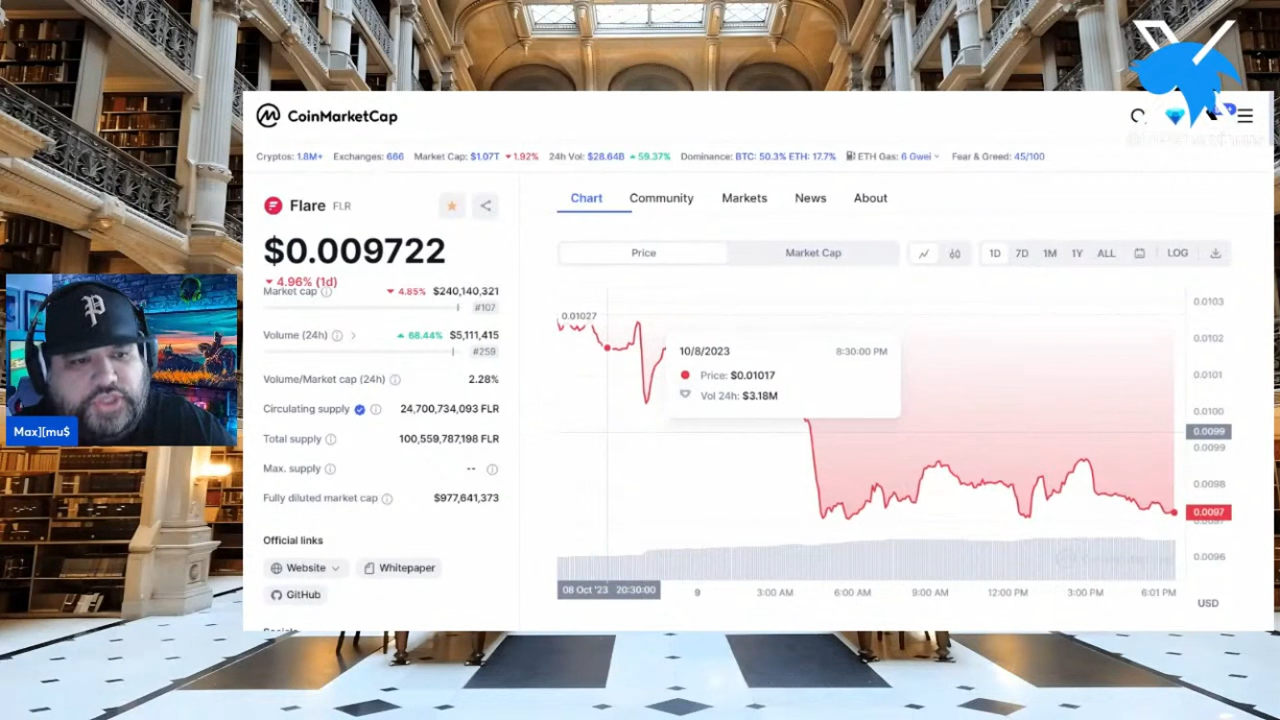 CoinMarketCap
Cryptos: 1.8M+ Exchanges: 666 Market Cap: $1.07T 1.92% 24h Vol: $28.64B 59.37% Dominance: BTC: 50.3% ETH: 17.7% ETH Gas: 6 Gwei Fear & Greed: 45/100
Flare FLR
$0.009722
4.96% (1d)
Market cap 4.85% $240,140,321
#107
Volume (24h) 68.44% $5,111,415
#259
Volume/Market cap (24h) 2.28%
Circulating supply 24,700,734,093 FLR
Total supply 100,559,787,198 FLR
Max. supply --
Fully diluted market cap $977,641,373
Official links
Website Whitepaper
GitHub
Chart Community Markets News About
Price Market Cap 1D 7D 1M 1Y ALL LOG
0.01027
10/8/2023 8:30:00 PM
Price: $0.01017
Vol 24h: $3.18M
0.0103
0.0102
0.0101
0.0100
0.0099
0.0099
0.0098
0.0097
0.0097
0.0096
08 Oct '23 20:30:00 9 3:00 AM 6:00 AM 9:00 AM 12:00 PM 3:00 PM 6:01 PM
USD
P
Max][mu$